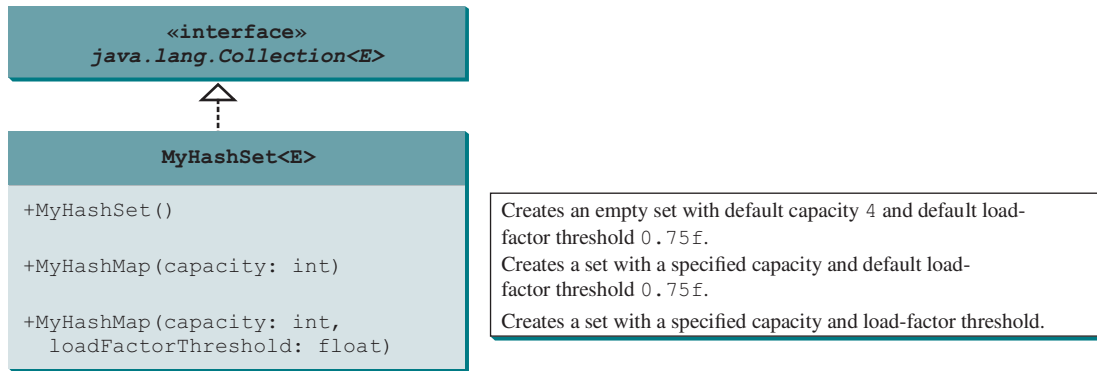 «interface»
java.lang.Collection<E>
MyHashSet<E>
+MyHashSet()
+MyHashMap(capacity: int)
+MyHashMap(capacity: int,
loadFactorThreshold: float)
Creates an empty set with default capacity 4 and default load-
factor threshold 0.75f.
Creates a set with a specified capacity and default load-
factor threshold 0.75f.
Creates a set with a specified capacity and load-factor threshold.